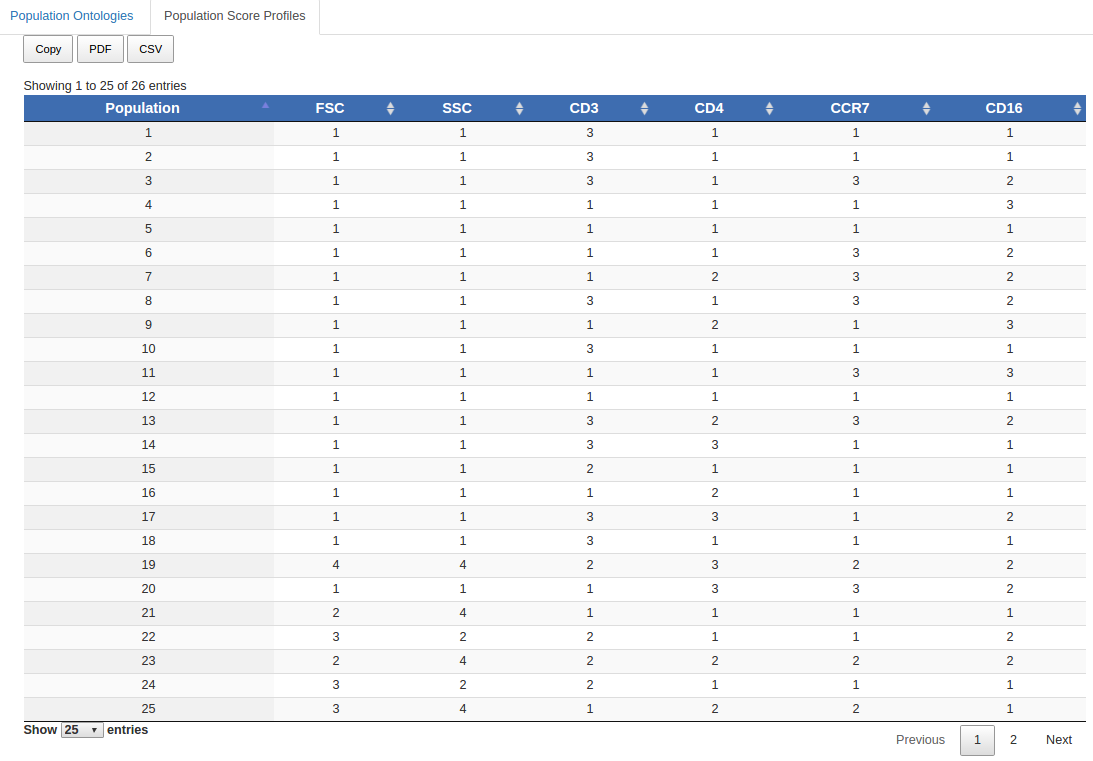 Population Ontologies Population Score Profiles
Copy PDF CSV
Showing 1 to 25 of 26 entries
Population FSC SSC CD3 CD4 CCR7 CD16
1 1 1 3 1 1 1
2 1 1 3 1 1 1
3 1 1 3 1 3 2
4 1 1 1 1 1 3
5 1 1 1 1 1 1
6 1 1 1 1 3 2
7 1 1 1 2 3 2
8 1 1 3 1 3 2
9 1 1 1 2 1 3
10 1 1 3 1 1 1
11 1 1 1 1 3 3
12 1 1 1 1 1 1
13 1 1 3 2 3 2
14 1 1 3 3 1 1
15 1 1 2 1 1 1
16 1 1 1 2 1 1
17 1 1 3 3 1 2
18 1 1 3 1 1 1
19 4 4 2 3 2 2
20 1 1 1 3 3 2
21 2 4 1 1 1 1
22 3 2 2 1 1 2
23 2 4 2 2 2 2
24 3 2 2 1 1 1
25 3 4 1 2 2 1
Show 25 entries
Previous 1 2 Next